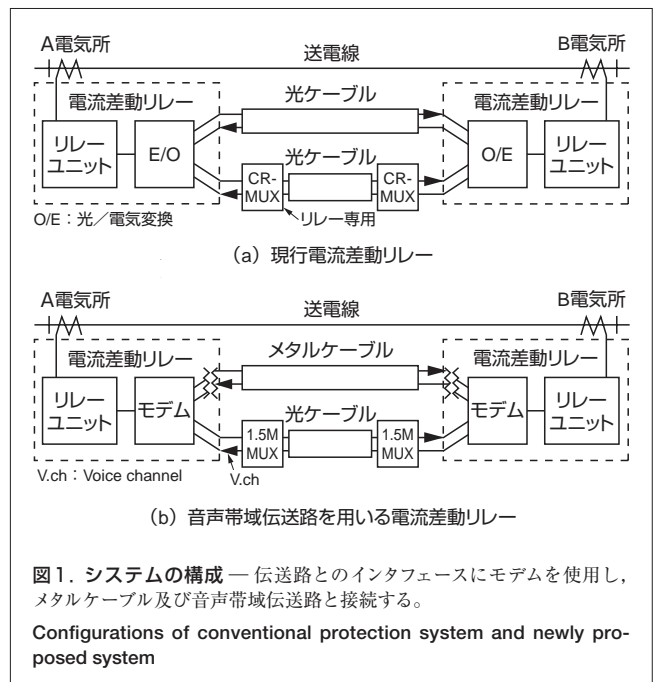 A電気所
送電線
B電気所
電流差動リレー
光ケーブル
電流差動リレー
リレー
ユニット
E/O
光ケーブル
O/E
リレー
ユニット
CR-
MUX
CR-
MUX
O/E：光／電気変換
リレー専用
（a）現行電流差動リレー
A電気所
送電線
B電気所
電流差動リレー
メタルケーブル
電流差動リレー
リレー
ユニット
モデム
光ケーブル
モデム
リレー
ユニット
1.5M
MUX
1.5M
MUX
V.ch：Voice channel
V.ch
（b）音声帯域伝送路を用いる電流差動リレー
図1．システムの構成 — 伝送路とのインタフェースにモデムを使用し，
メタルケーブル及び音声帯域伝送路と接続する。
Configurations of conventional protection system and newly pro-
posed system